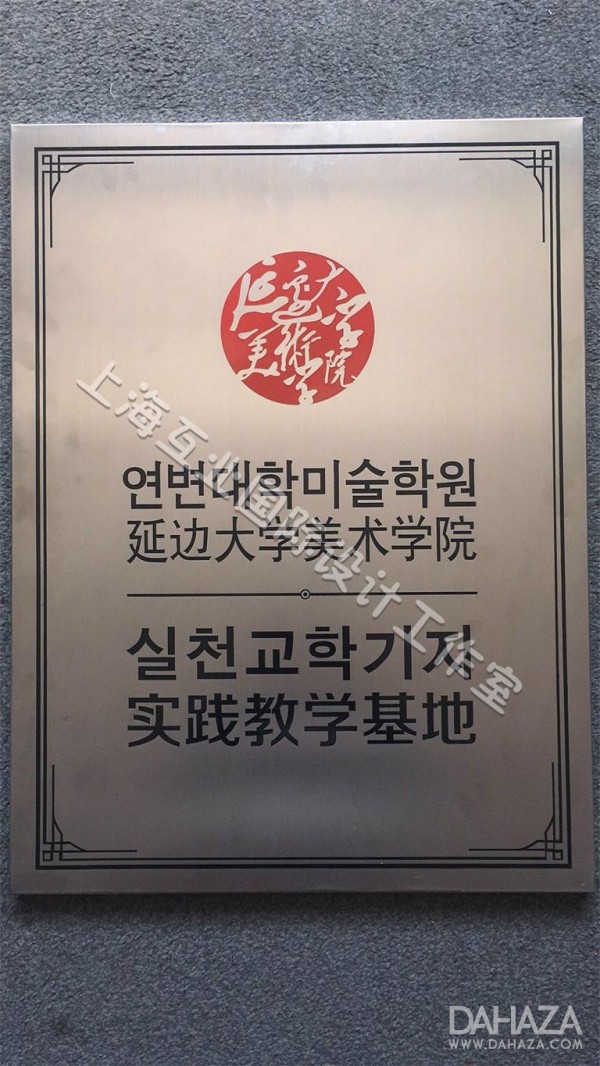 延邊大学
美術学院
연변대학미술학원
延边大学美术学院
실천교학기지
实践教学基地
上海互业国际设计工作室
DAHAZA
WWW.DAHAZA.COM